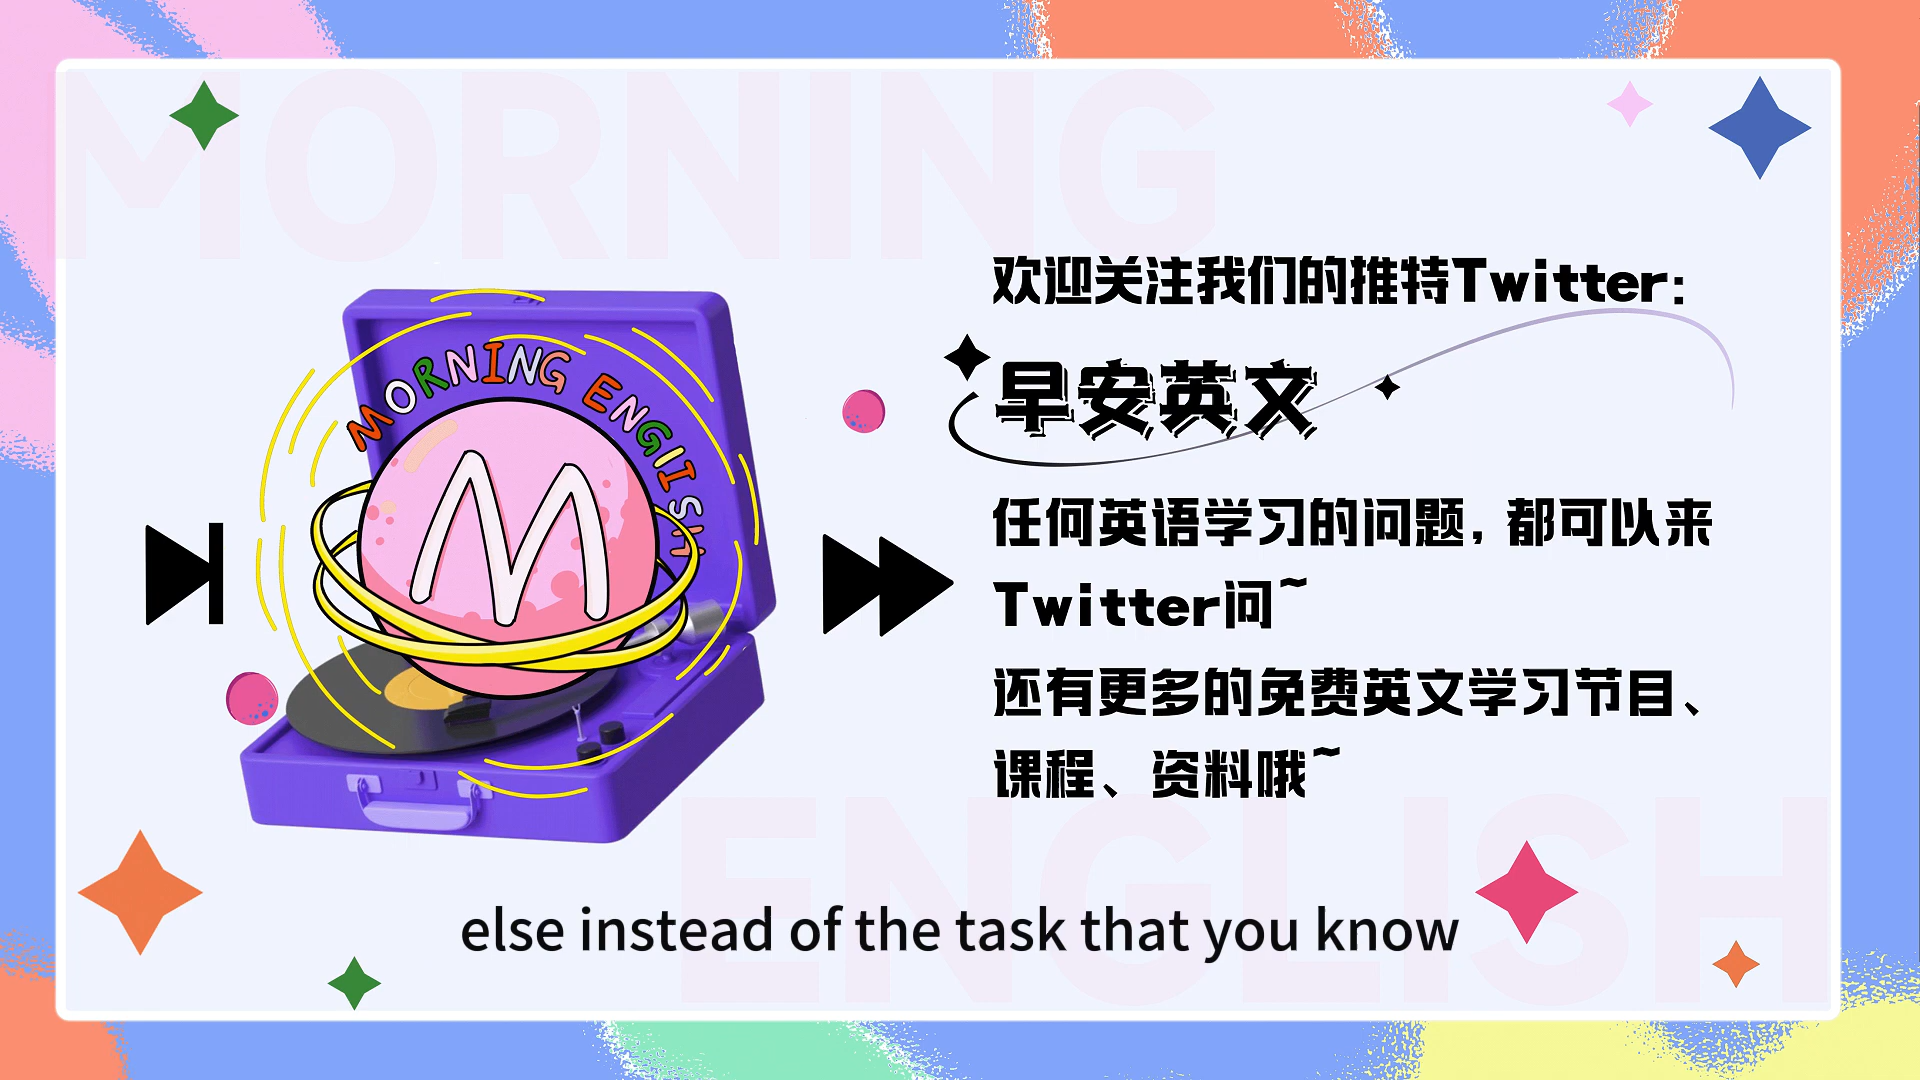 MORNING
欢迎关注我们的推特Twitter:
早安英文
MORNING ENGLISH
M
任何英语学习的问题, 都可以来
Twitter问~
还有更多的免费英文学习节目、
课程、资料哦~
ENGLISH
else instead of the task that you know